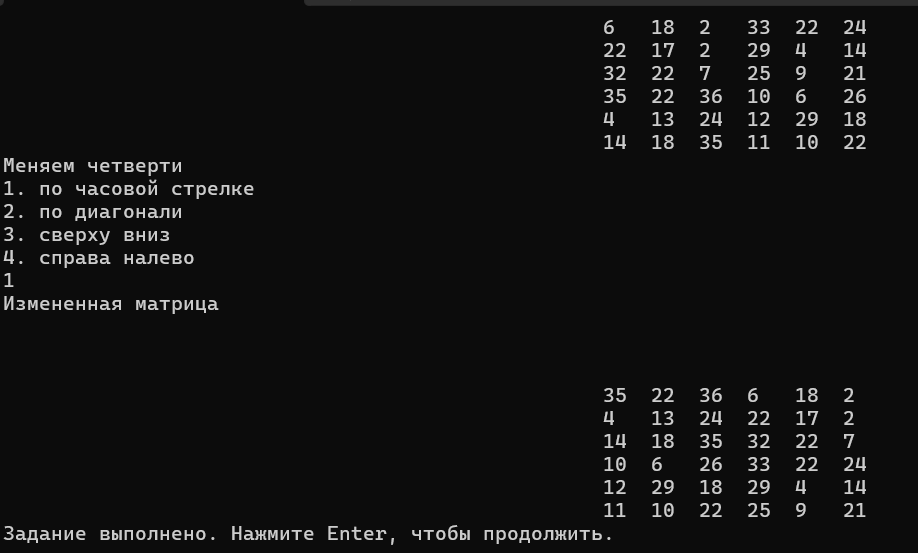 6 18 2 33 22 24
22 17 2 29 4 14
32 22 7 25 9 21
35 22 36 10 6 26
4 13 24 12 29 18
14 18 35 11 10 22
Меняем четверти
1. по часовой стрелке
2. по диагонали
3. сверху вниз
4. справа налево
1
Измененная матрица
35 22 36 6 18 2
4 13 24 22 17 2
14 18 35 32 22 7
10 6 26 33 22 24
12 29 18 29 4 14
11 10 22 25 9 21
Задание выполнено. Нажмите Enter, чтобы продолжить.